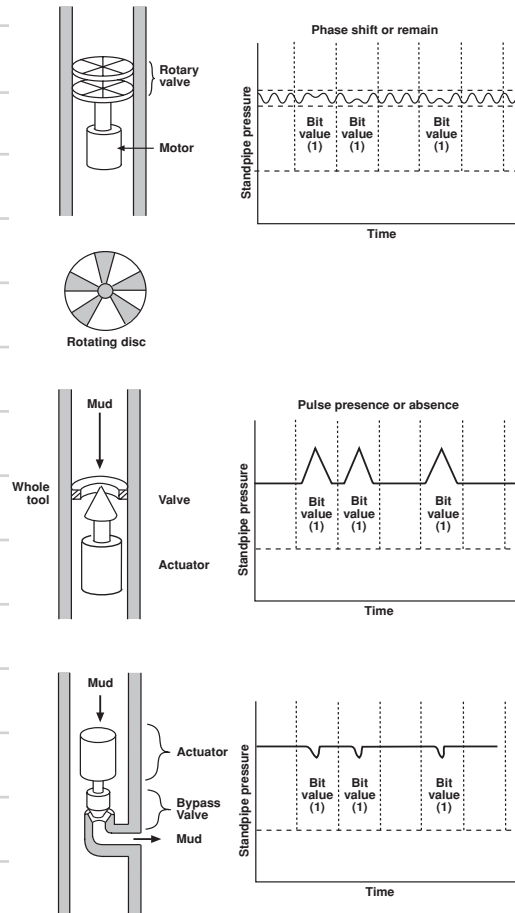 Phase shift or remain
Rotary
valve
Motor
Standpipe pressure
Bit
value
(1)
Bit
value
(1)
Bit
value
(1)
Time
Rotating disc
Mud
Whole
tool
Valve
Actuator
Pulse presence or absence
Standpipe pressure
Bit
value
(1)
Bit
value
(1)
Bit
value
(1)
Time
Mud
Actuator
Bypass
Valve
Mud
Standpipe pressure
Bit
value
(1)
Bit
value
(1)
Bit
value
(1)
Time